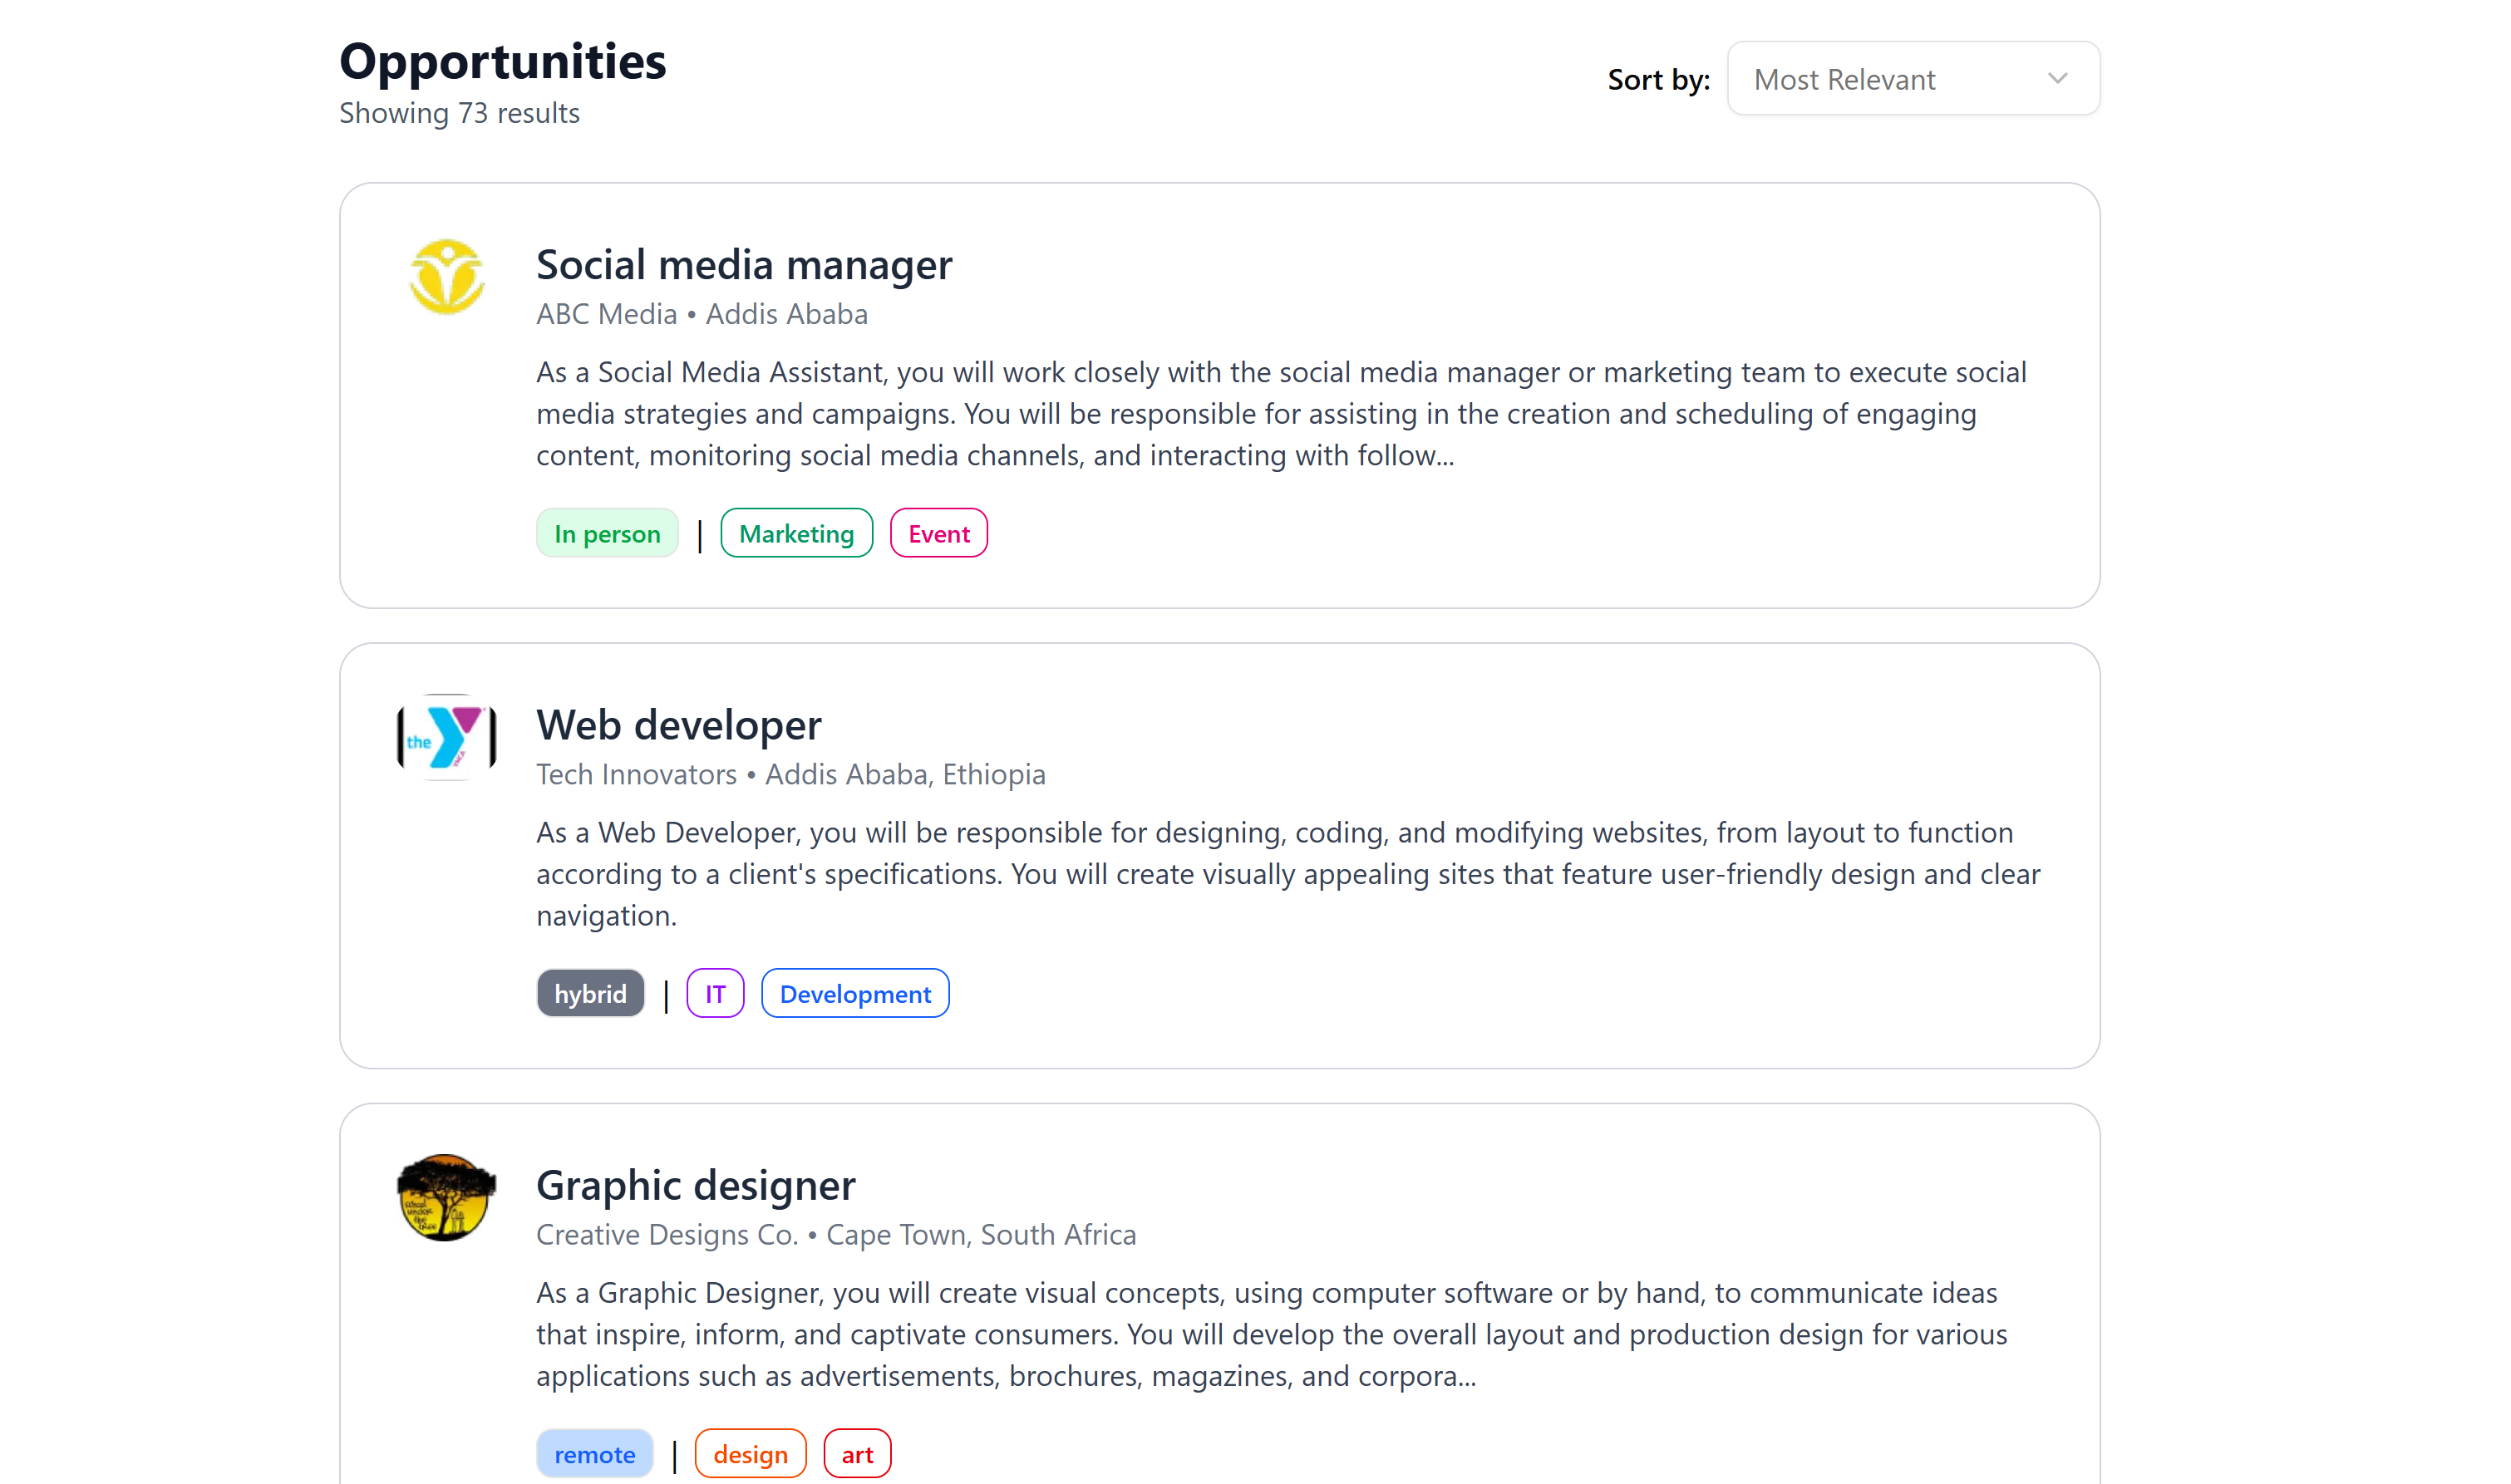 Opportunities
Showing 73 results
Sort by:
Most Relevant
Social media manager
ABC Media • Addis Ababa
As a Social Media Assistant, you will work closely with the social media manager or marketing team to execute social
media strategies and campaigns. You will be responsible for assisting in the creation and scheduling of engaging
content, monitoring social media channels, and interacting with follow...
In person | Marketing Event
the
YMCA
Web developer
Tech Innovators • Addis Ababa, Ethiopia
As a Web Developer, you will be responsible for designing, coding, and modifying websites, from layout to function
according to a client's specifications. You will create visually appealing sites that feature user-friendly design and clear
navigation.
hybrid | IT Development
under
the
tree
Graphic designer
Creative Designs Co. • Cape Town, South Africa
As a Graphic Designer, you will create visual concepts, using computer software or by hand, to communicate ideas
that inspire, inform, and captivate consumers. You will develop the overall layout and production design for various
applications such as advertisements, brochures, magazines, and corpora...
remote | design art